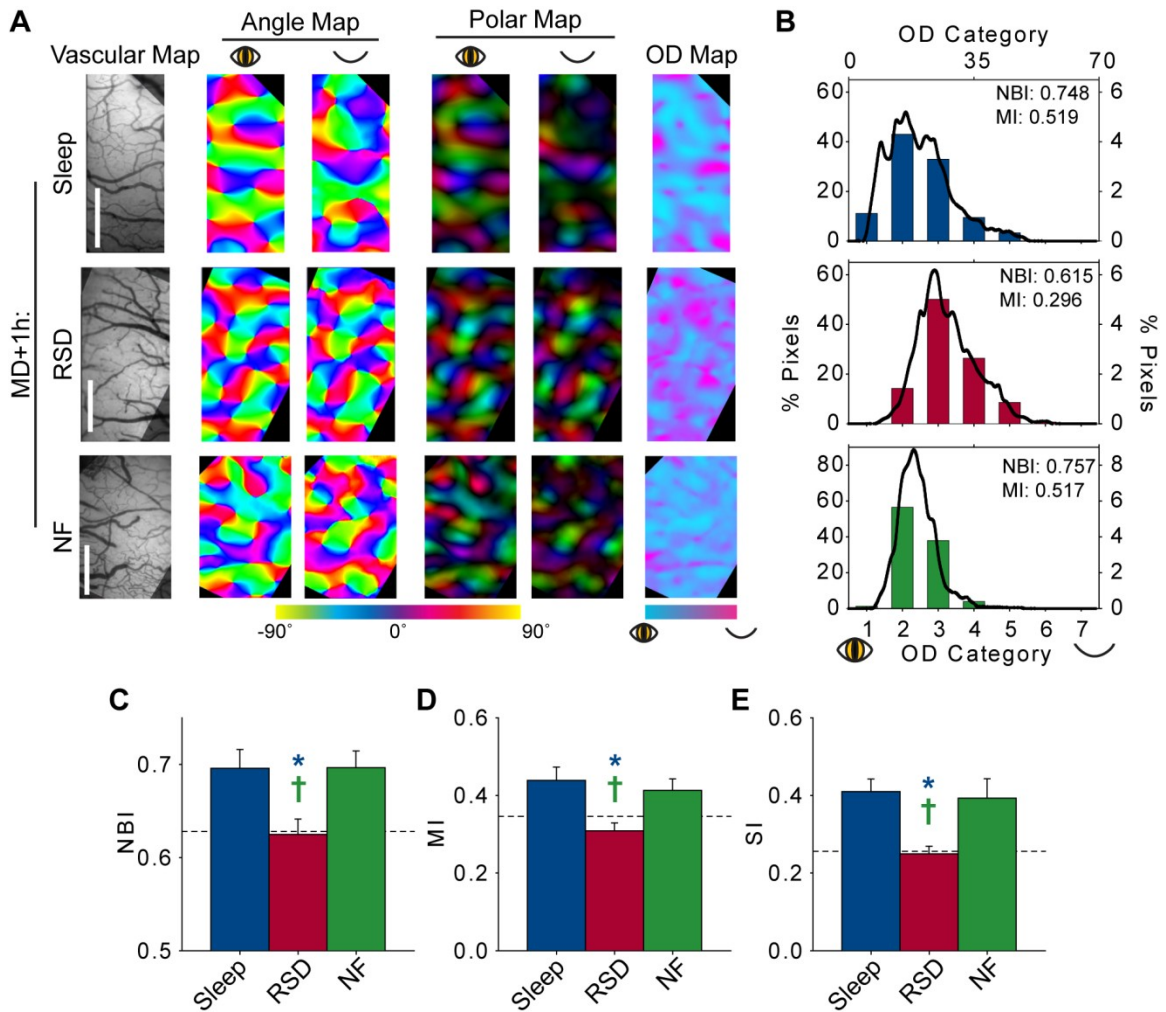 A
Angle Map
Polar Map
Vascular Map
OD Map
MD+1h:
Sleep
RSD
NF
-90° 0° 90°
B
OD Category
0 35 70
60
40
20
0
NBI: 0.748
MI: 0.519
6
4
2
0
60
40
20
0
NBI: 0.615
MI: 0.296
6
4
2
0
80
60
40
20
0
NBI: 0.757
MI: 0.517
8
6
4
2
0
% Pixels
% Pixels
1 2 3 4 5 6 7
OD Category
C
NBI
0.7
0.6
0.5
* †
Sleep RSD NF
D
MI
0.6
0.4
0.2
0.0
* †
Sleep RSD NF
E
SI
0.6
0.4
0.2
0.0
* †
Sleep RSD NF